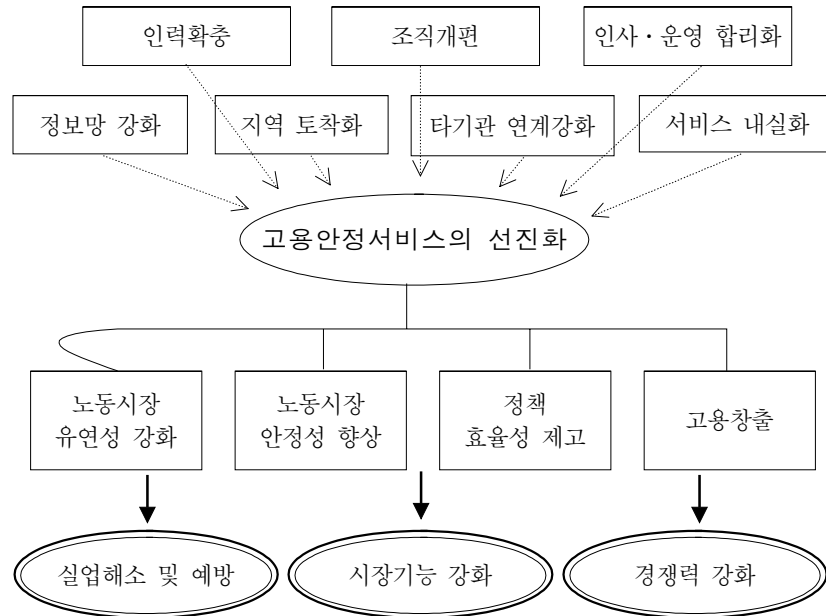 인력확충
조직개편
인사·운영 합리화
정보망 강화
지역 토착화
타기관 연계강화
서비스 내실화
고용안정서비스의 선진화
노동시장
유연성 강화
노동시장
안정성 향상
정책
효율성 제고
고용창출
실업해소 및 예방
시장기능 강화
경쟁력 강화